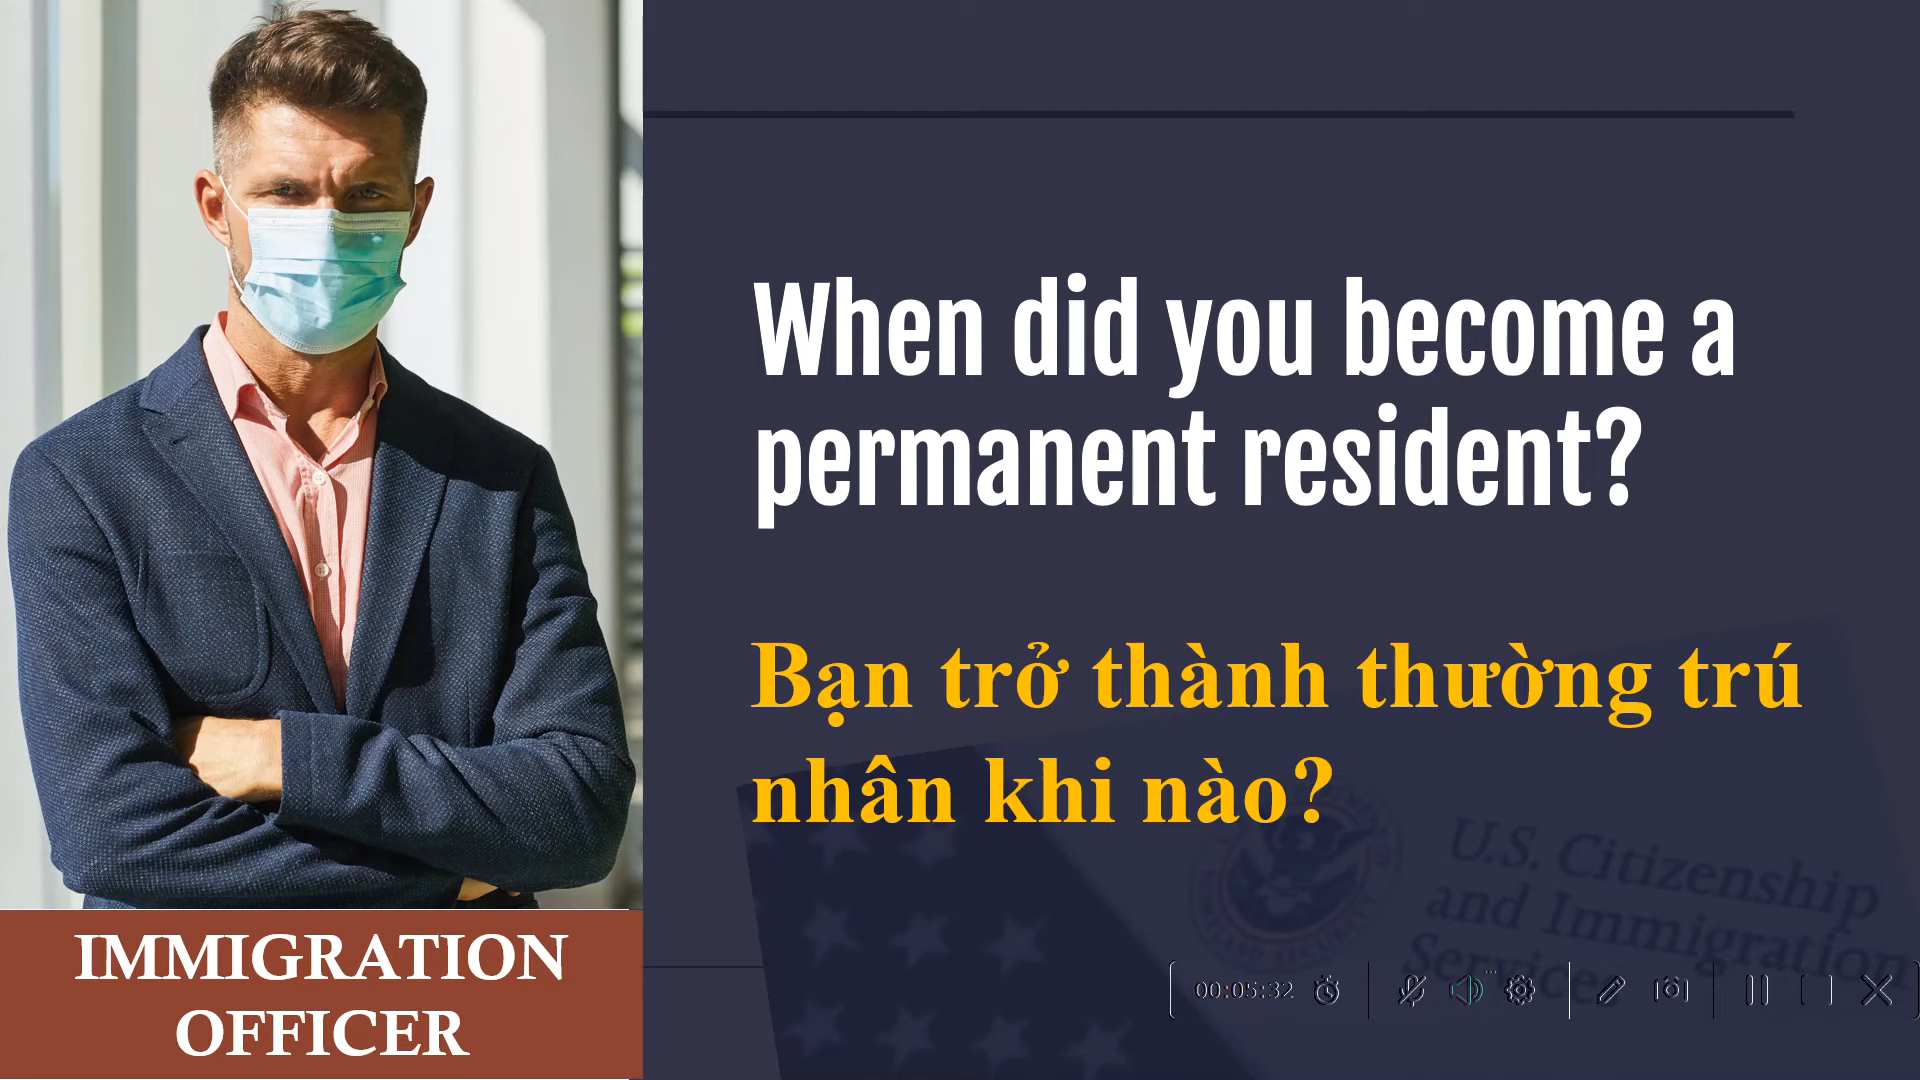 When did you become a
permanent resident?
Bạn trở thành thường trú
nhân khi nào?
IMMIGRATION
OFFICER
U.S. Citizenship
and Immigration
Services
00:05:32